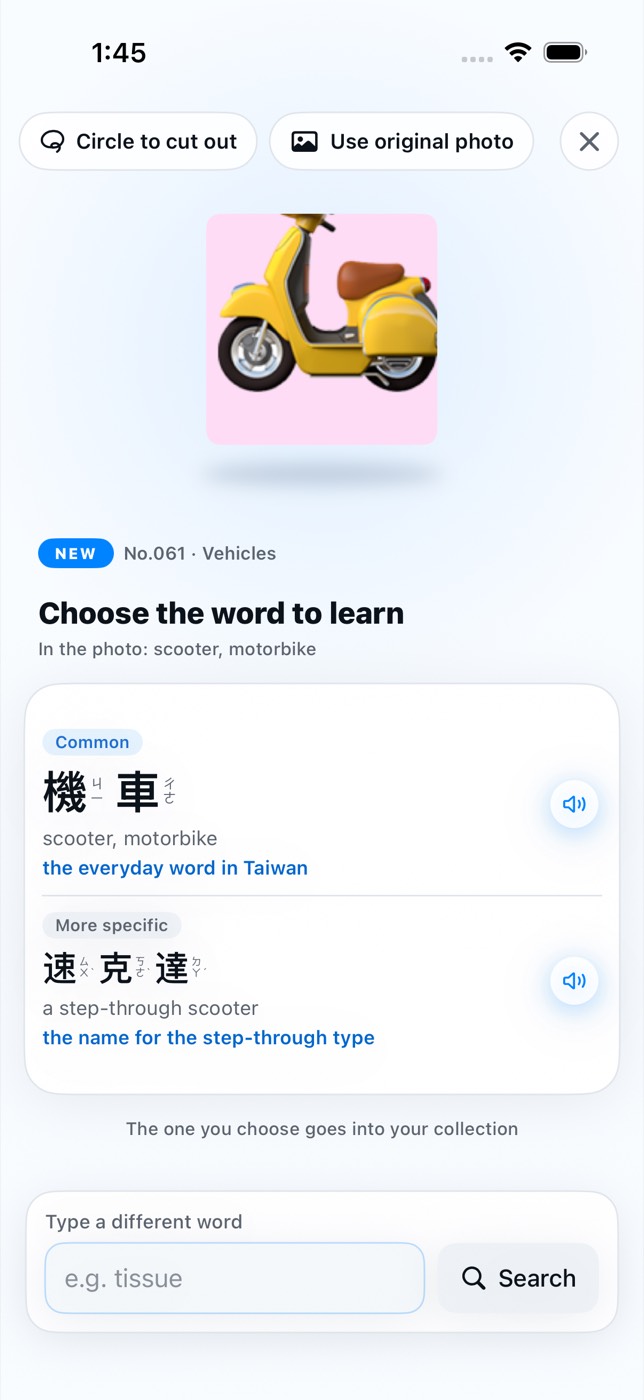 1:45
Circle to cut out
Use original photo
NEW No.061 · Vehicles
Choose the word to learn
In the photo: scooter, motorbike
Common
機ㄐㄧ 車ㄔㄜ
scooter, motorbike
the everyday word in Taiwan
More specific
速ㄙㄨˋ 克ㄎㄜˋ 達ㄉㄚˊ
a step-through scooter
the name for the step-through type
The one you choose goes into your collection
Type a different word
e.g. tissue
Search